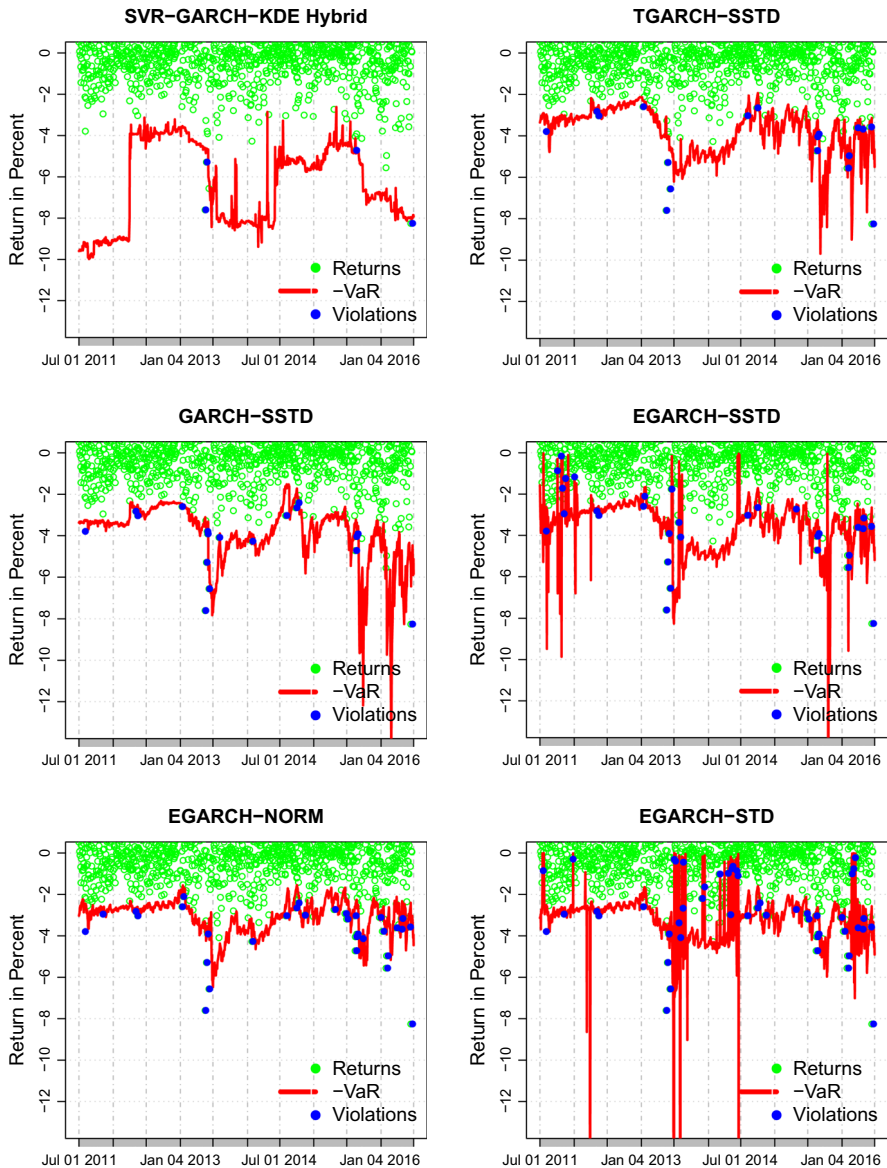 SVR−GARCH−KDE Hybrid
Return in Percent
0
−2
−4
−6
−8
−10
−12
Returns
−VaR
Violations
Jul 01 2011 Jan 04 2013 Jul 01 2014 Jan 04 2016
TGARCH−SSTD
Return in Percent
0
−2
−4
−6
−8
−10
−12
Returns
−VaR
Violations
Jul 01 2011 Jan 04 2013 Jul 01 2014 Jan 04 2016
GARCH−SSTD
Return in Percent
0
−2
−4
−6
−8
−10
−12
Returns
−VaR
Violations
Jul 01 2011 Jan 04 2013 Jul 01 2014 Jan 04 2016
EGARCH−SSTD
Return in Percent
0
−2
−4
−6
−8
−10
−12
Returns
−VaR
Violations
Jul 01 2011 Jan 04 2013 Jul 01 2014 Jan 04 2016
EGARCH−NORM
Return in Percent
0
−2
−4
−6
−8
−10
−12
Returns
−VaR
Violations
Jul 01 2011 Jan 04 2013 Jul 01 2014 Jan 04 2016
EGARCH−STD
Return in Percent
0
−2
−4
−6
−8
−10
−12
Returns
−VaR
Violations
Jul 01 2011 Jan 04 2013 Jul 01 2014 Jan 04 2016